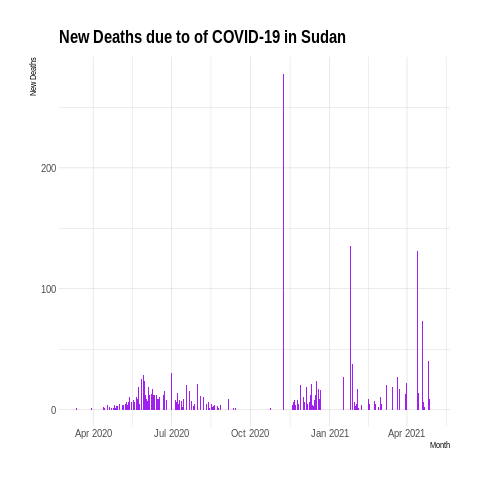 New Deaths due to of COVID-19 in Sudan
New Deaths
200
100
0
Apr 2020 Jul 2020 Oct 2020 Jan 2021 Apr 2021
Month